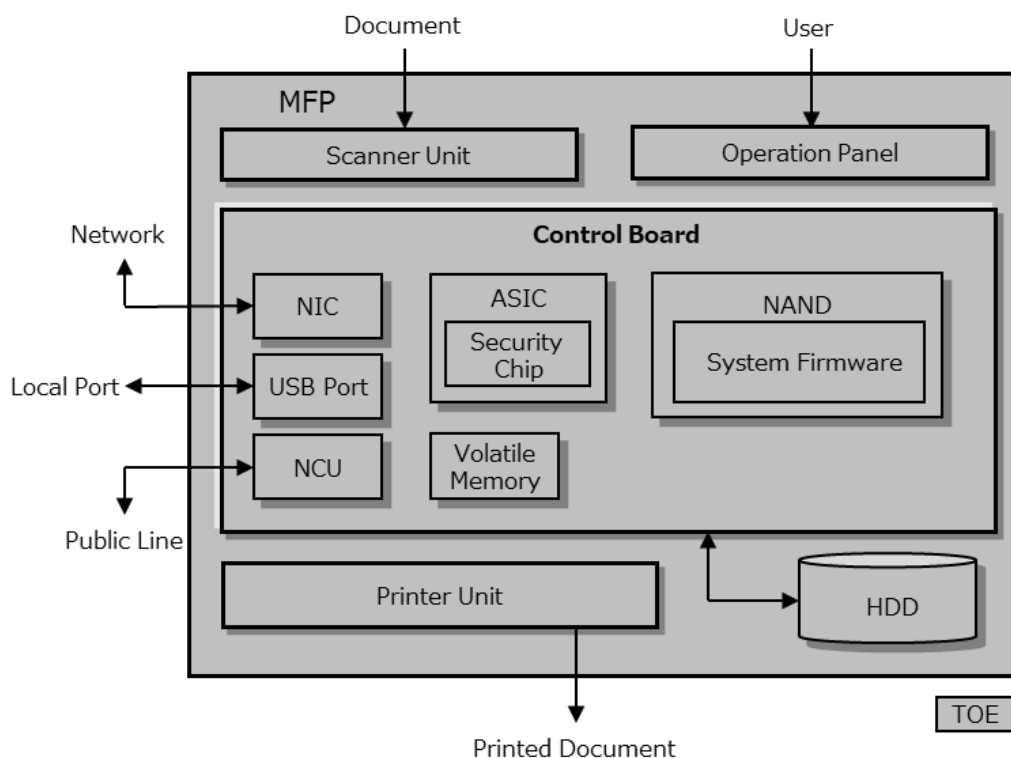 Document
User
MFP
Scanner Unit
Operation Panel
Control Board
Network
NIC
ASIC
Security
Chip
NAND
System Firmware
Local Port
USB Port
NCU
Volatile
Memory
Public Line
Printer Unit
HDD
TOE
Printed Document